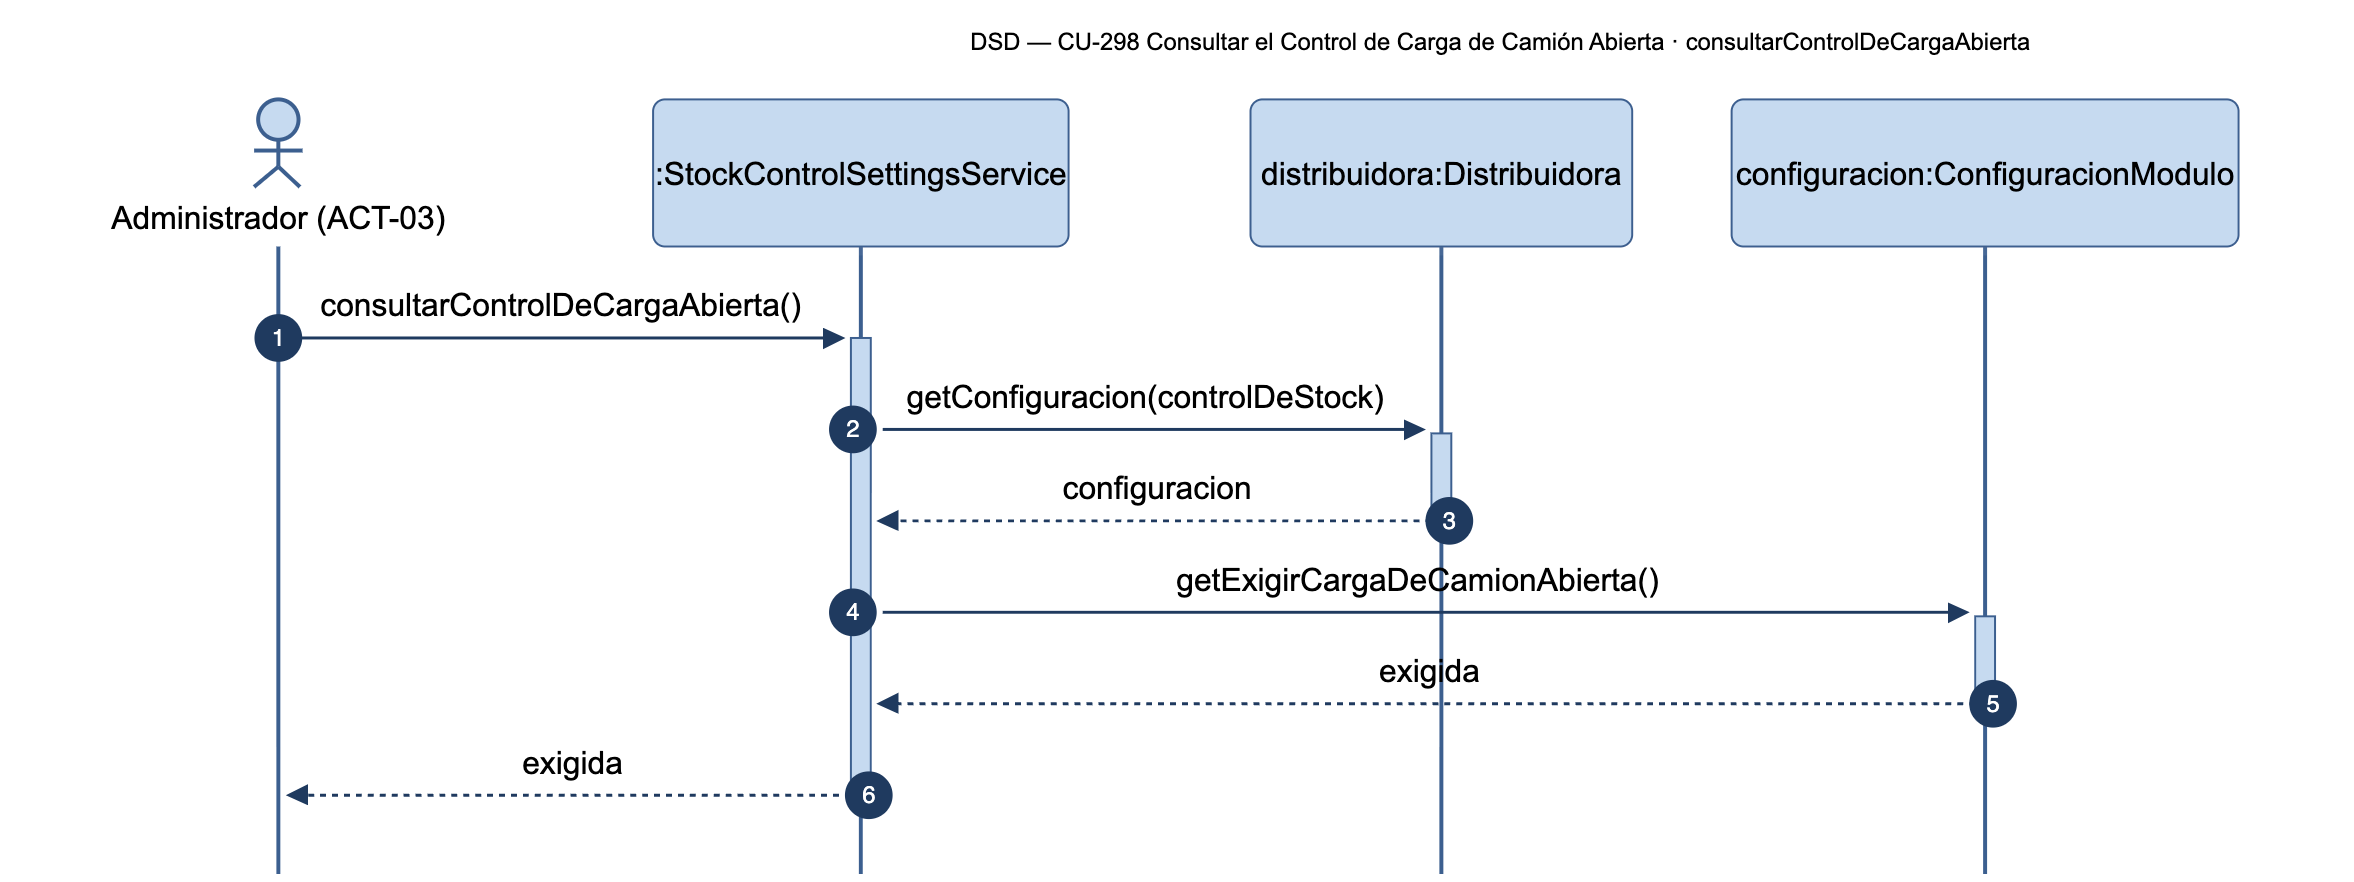 DSD — CU-298 Consultar el Control de Carga de Camión Abierta · consultarControlDeCargaAbierta
Administrador (ACT-03)
:StockControlSettingsService
distribuidora:Distribuidora
configuracion:ConfiguracionModulo
consultarControlDeCargaAbierta()
1
getConfiguracion(controlDeStock)
2
configuracion
3
getExigirCargaDeCamionAbierta()
4
exigida
5
exigida
6